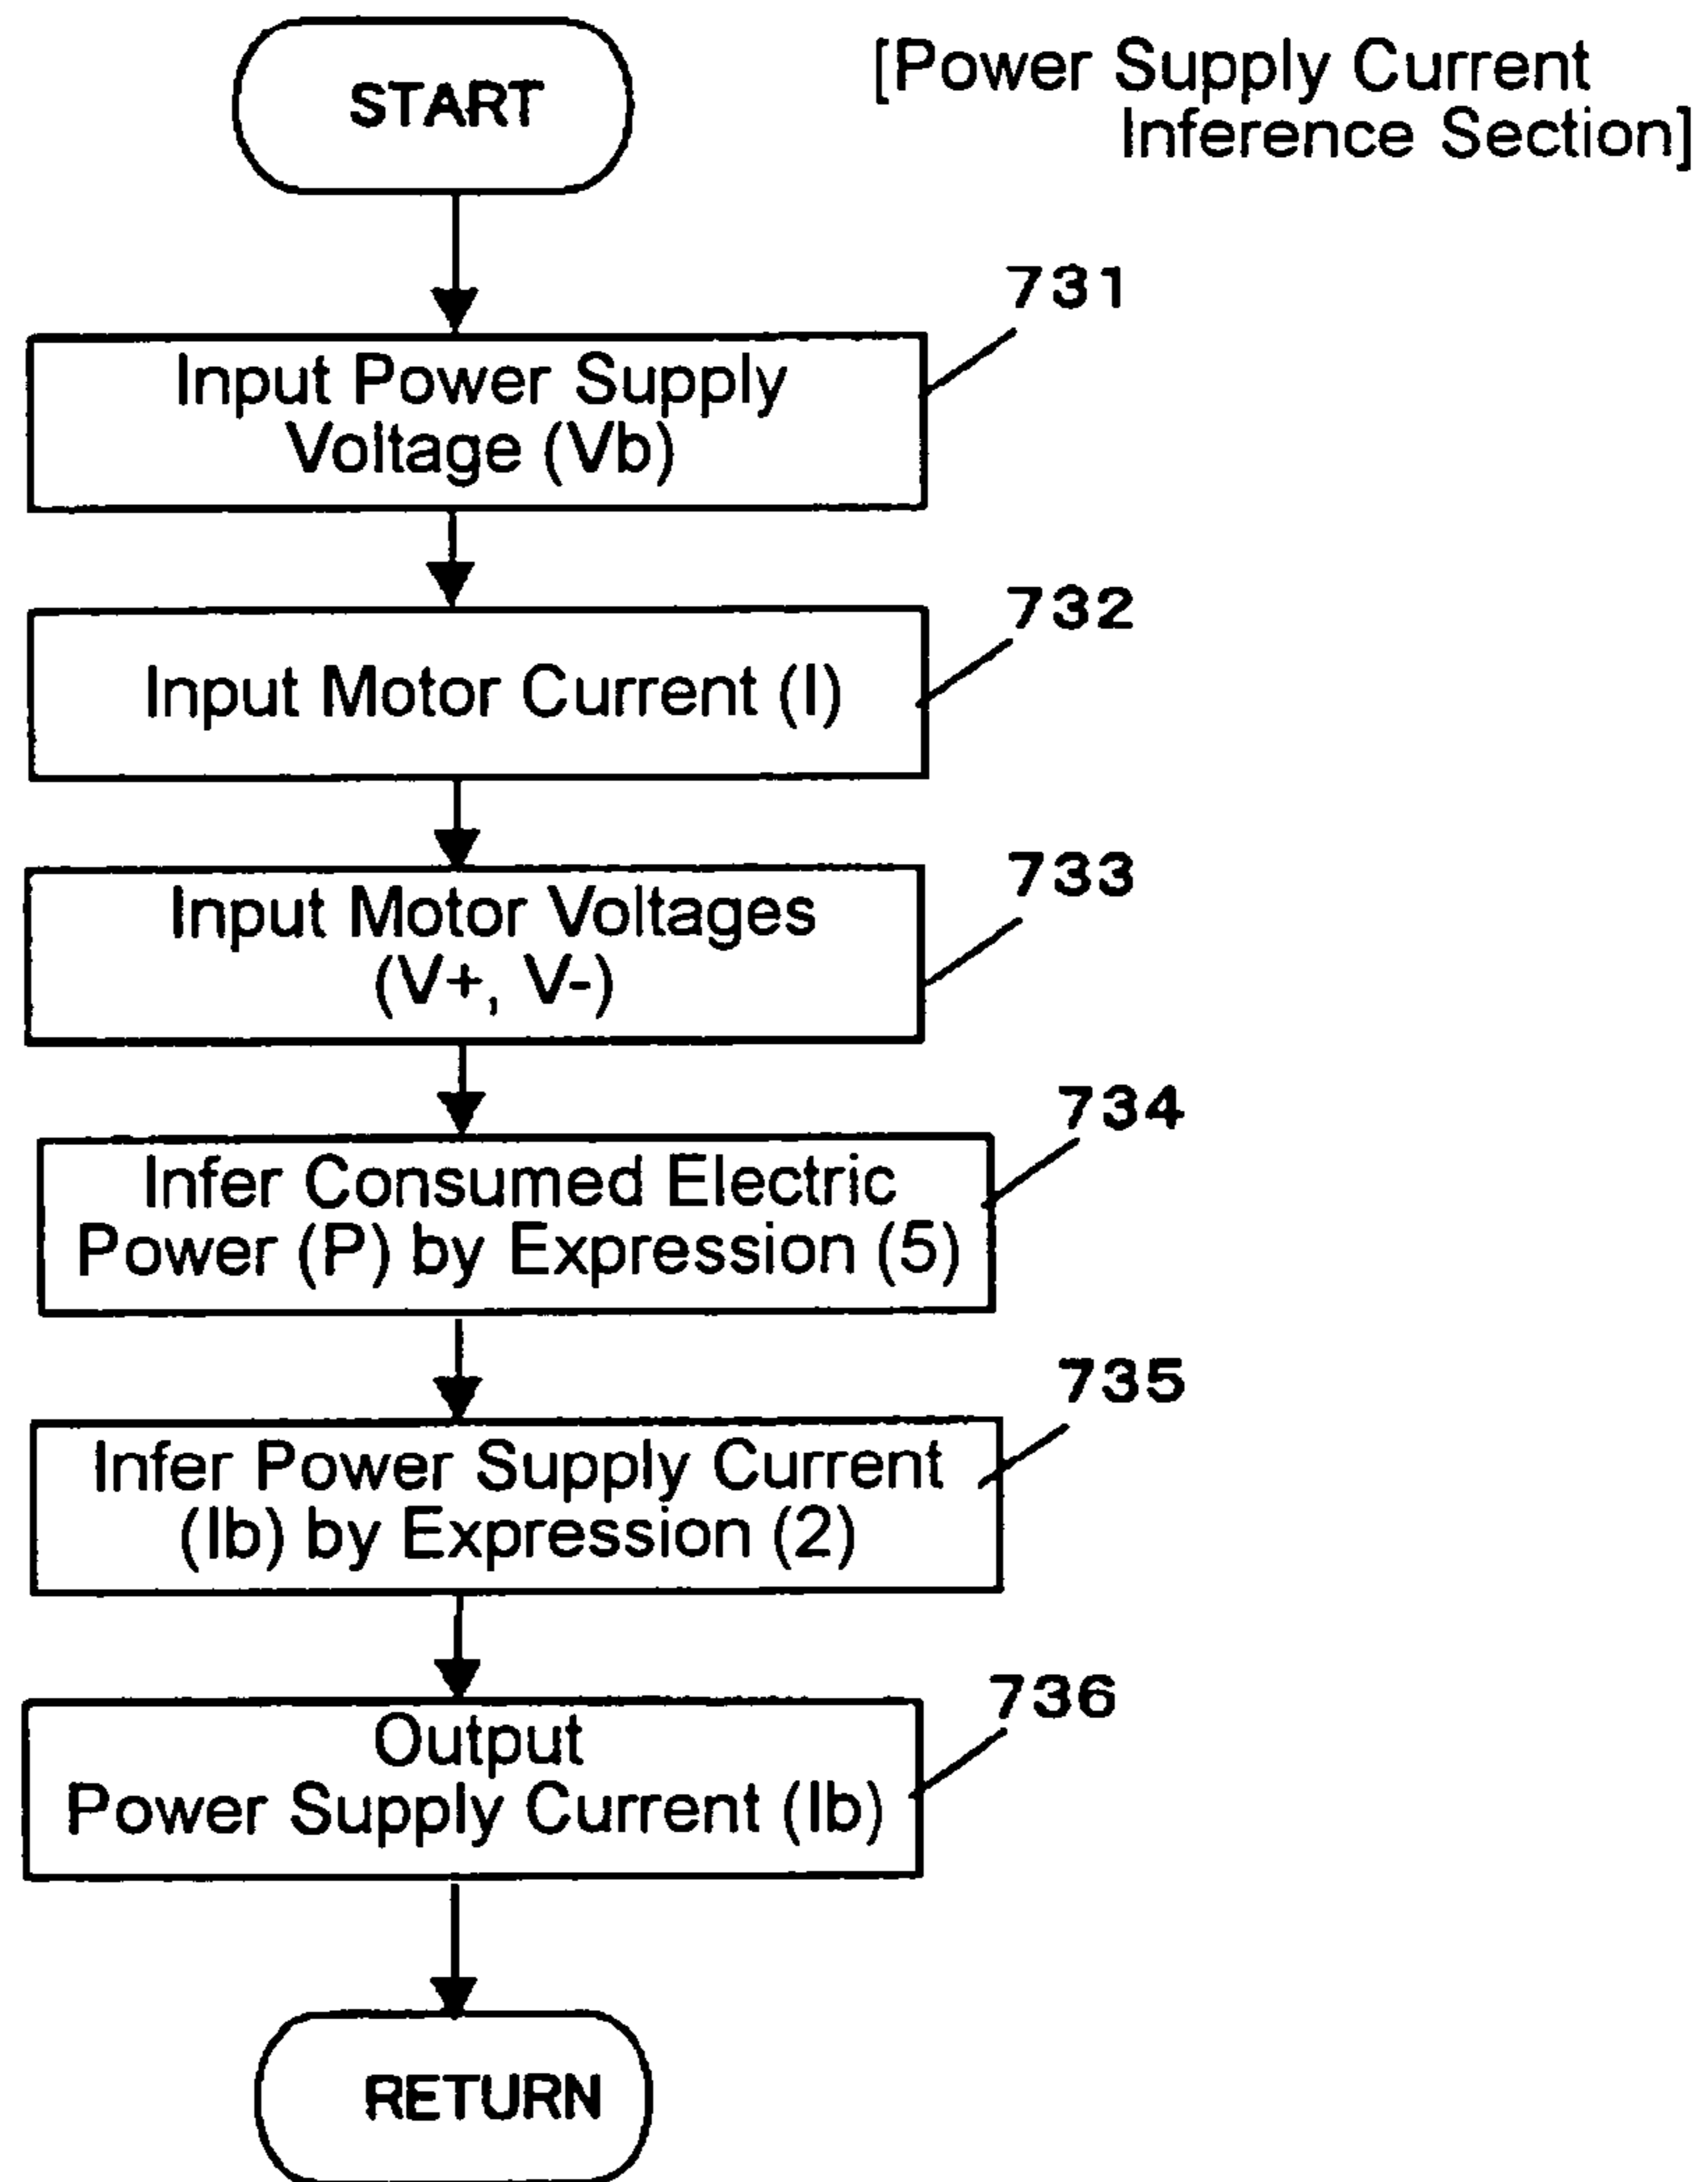 START
[Power Supply Current
Inference Section]
731
Input Power Supply
Voltage (Vb)
732
Input Motor Current (I)
733
Input Motor Voltages
(V+, V-)
734
Infer Consumed Electric
Power (P) by Expression (5)
735
Infer Power Supply Current
(Ib) by Expression (2)
736
Output
Power Supply Current (Ib)
RETURN